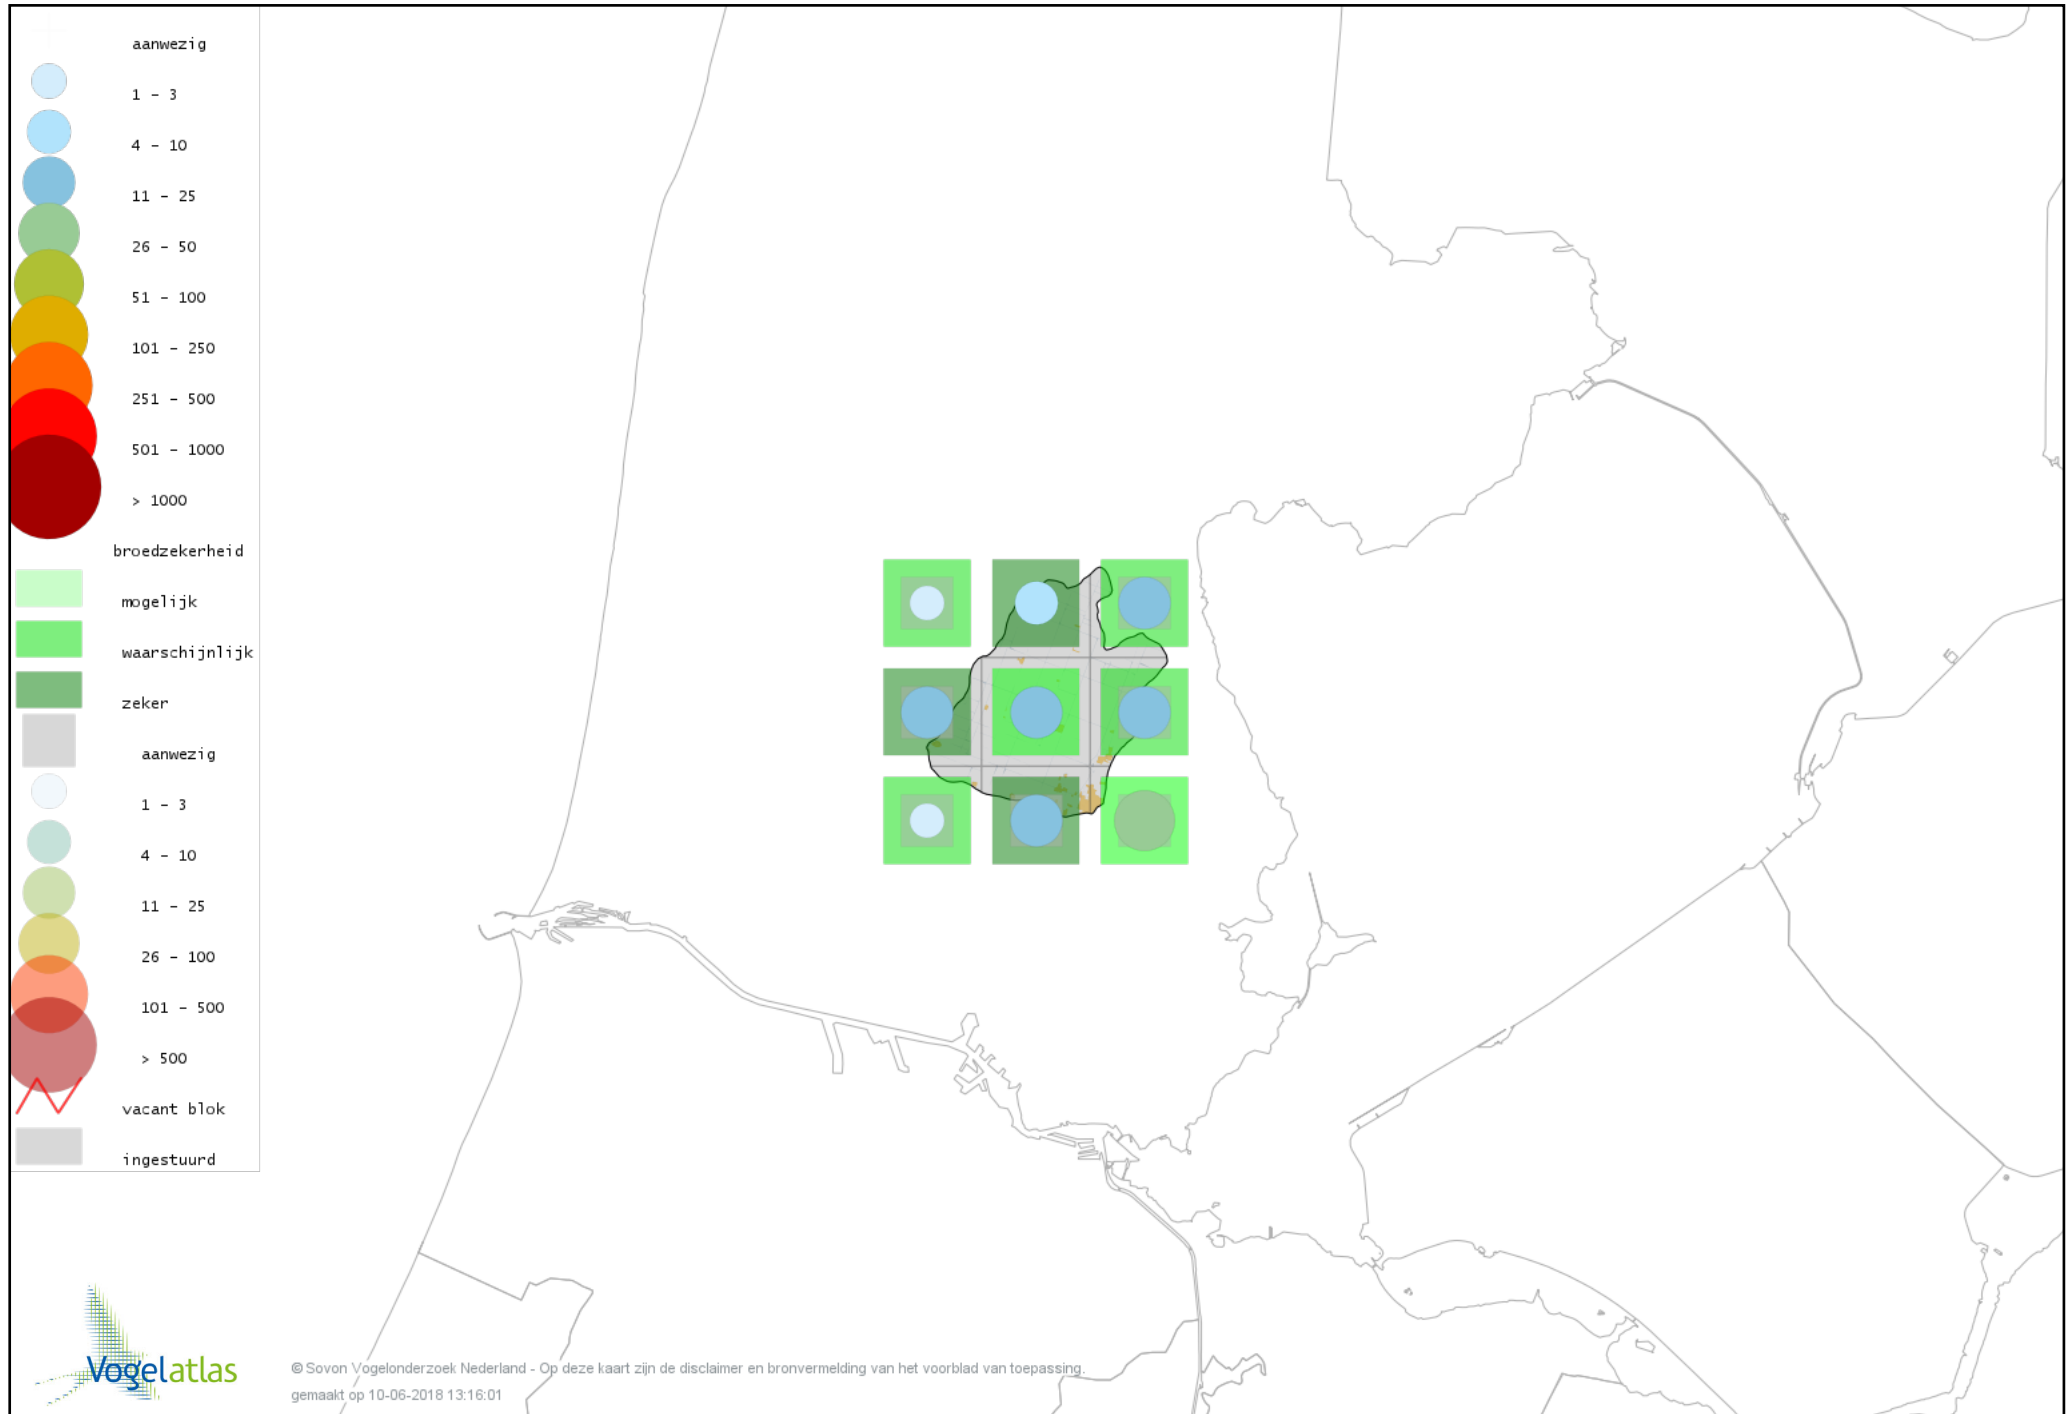 aanwezig
1 - 3
4 - 10
11 - 25
26 - 50
51 - 100
101 - 250
251 - 500
501 - 1000
> 1000
broedzekerheid
mogelijk
waarschijnlijk
zeker
aanwezig
1 - 3
4 - 10
11 - 25
26 - 100
101 - 500
> 500
vacant blok
ingestuurd
Vogelatlas
© Sovon Vogelonderzoek Nederland - Op deze kaart zijn de disclaimer en bronvermelding van het voorblad van toepassing.
gemaakt op 10-06-2018 13:16:01